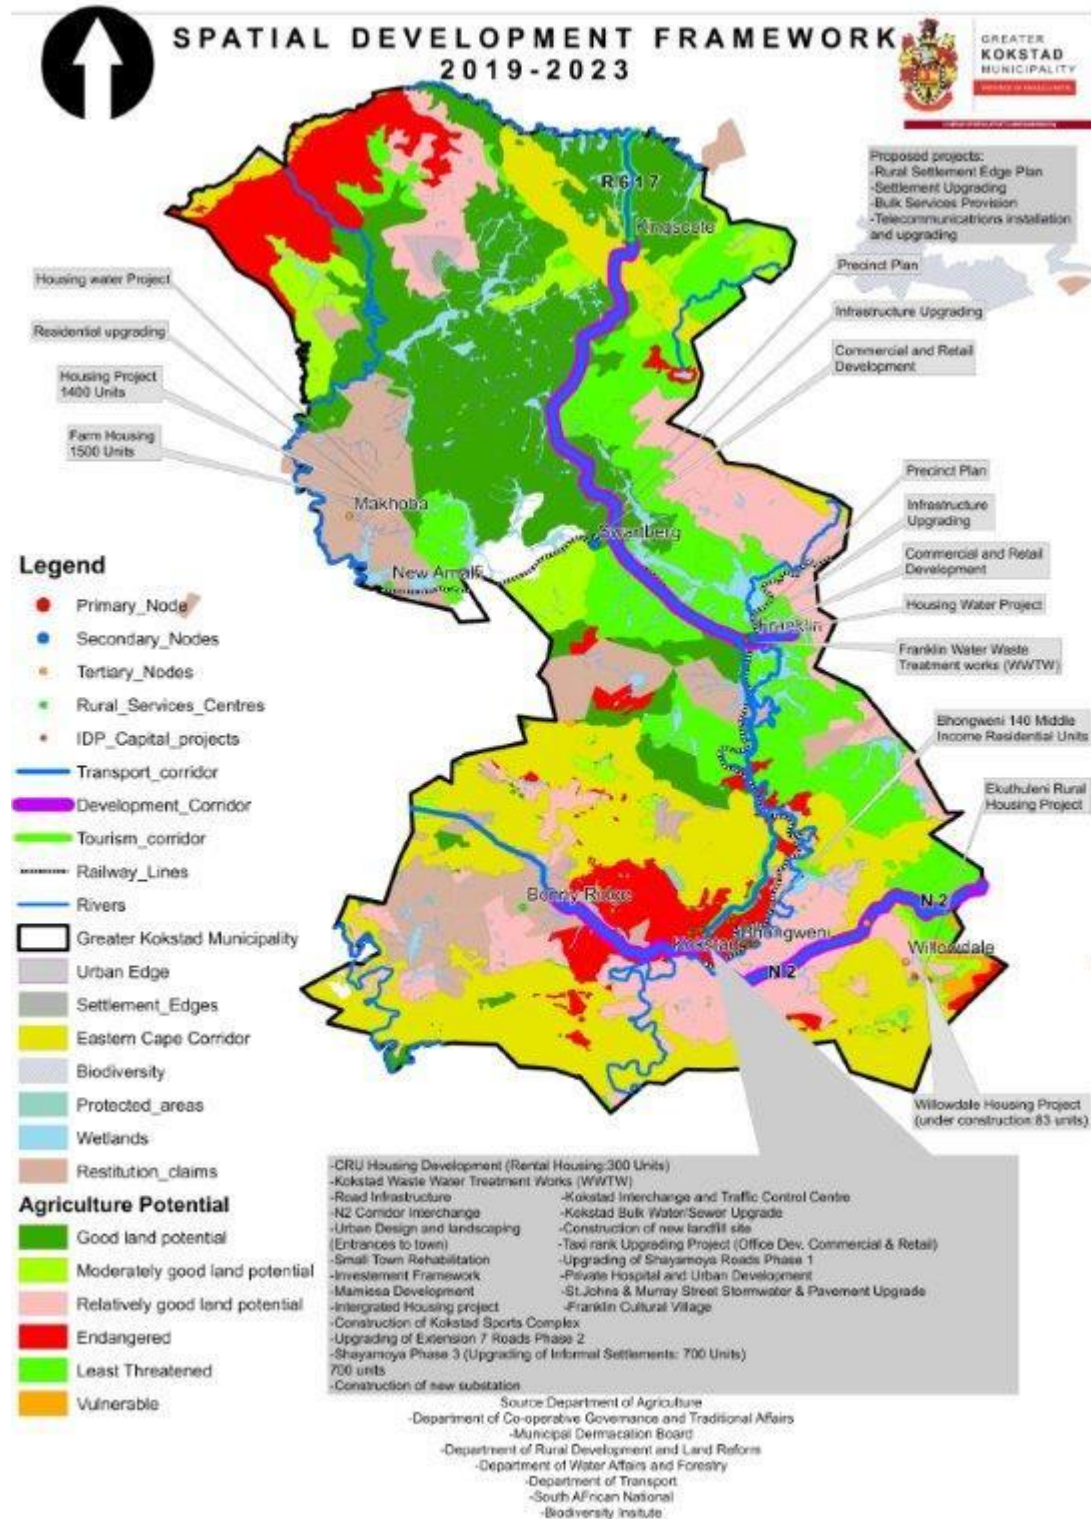 SPATIAL DEVELOPMENT FRAMEWORK
2019-2023
GREATER
KOKSTAD
MUNICIPALITY
Proposed projects:
-Rural Settlement Edge Plan
-Settlement Upgrading
-Bulk Services Provision
-Telecommunicatrions installation
and upgrading
R617
Kingscote
Precinct Plan
Infrastructure Upgrading
Commercial and Retail
Development
Housing water Project
Residential upgrading
Housing Project
1400 Units
Farm Housing
1500 Units
Makhoba
New Amalfi
Swartberg
Precinct Plan
Infrastructure
Upgrading
Commercial and Retail
Development
Housing Water Project
Franklin
Franklin Water Waste
Treatment works (WWTW)
Bhongweni 140 Middle
Income Residential Units
Ekuthuleni Rural
Housing Project
Bonny Ridge
Kokstad
Bhongweni
N2
N2
Willowdale
Willowdale Housing Project
(under construction:83 units)
Legend
Primary_Node
Secondary_Nodes
Tertiary_Nodes
Rural_Services_Centres
IDP_Capital_projects
Transport_corridor
Development_Corridor
Tourism_corridor
Railway_Lines
Rivers
Greater Kokstad Municipality
Urban Edge
Settlement_Edges
Eastern Cape Corridor
Biodiversity
Protected_areas
Wetlands
Restitution_claims
Agriculture Potential
Good land potential
Moderately good land potential
Relatively good land potential
Endangered
Least Threatened
Vulnerable
-CRU Housing Development (Rental Housing:300 Units)
-Kokstad Waste Water Treatment Works (WWTW)
-Road Infrastructure
-N2 Corridor Interchange
-Urban Design and landscaping
(Entrances to town)
-Small Town Rehabilitation
-Investement Framework
-Mamiesa Development
-Intergrated Housing project
-Construction of Kokstad Sports Complex
-Upgrading of Extension 7 Roads Phase 2
-Shayamoya Phase 3 (Upgrading of Informal Settlements: 700 Units)
700 units
-Construction of new substation
-Kokstad Interchange and Traffic Control Centre
-Kokstad Bulk Water/Sewer Upgrade
-Construction of new landfill site
-Taxi rank Upgrading Project (Office Dev. Commercial & Retail)
-Upgrading of Shayamoya Roads Phase 1
-Private Hospital and Urban Development
-St.Johns & Murray Street Stormwater & Pavement Upgrade
-Franklin Cultural Village
Source:Department of Agriculture
-Department of Co-operative Governance and Traditional Affairs
-Municipal Dermacation Board
-Department of Rural Development and Land Reform
-Department of Water Affairs and Forestry
-Department of Transport
-South AFrican National
-Biodiversity Insitute